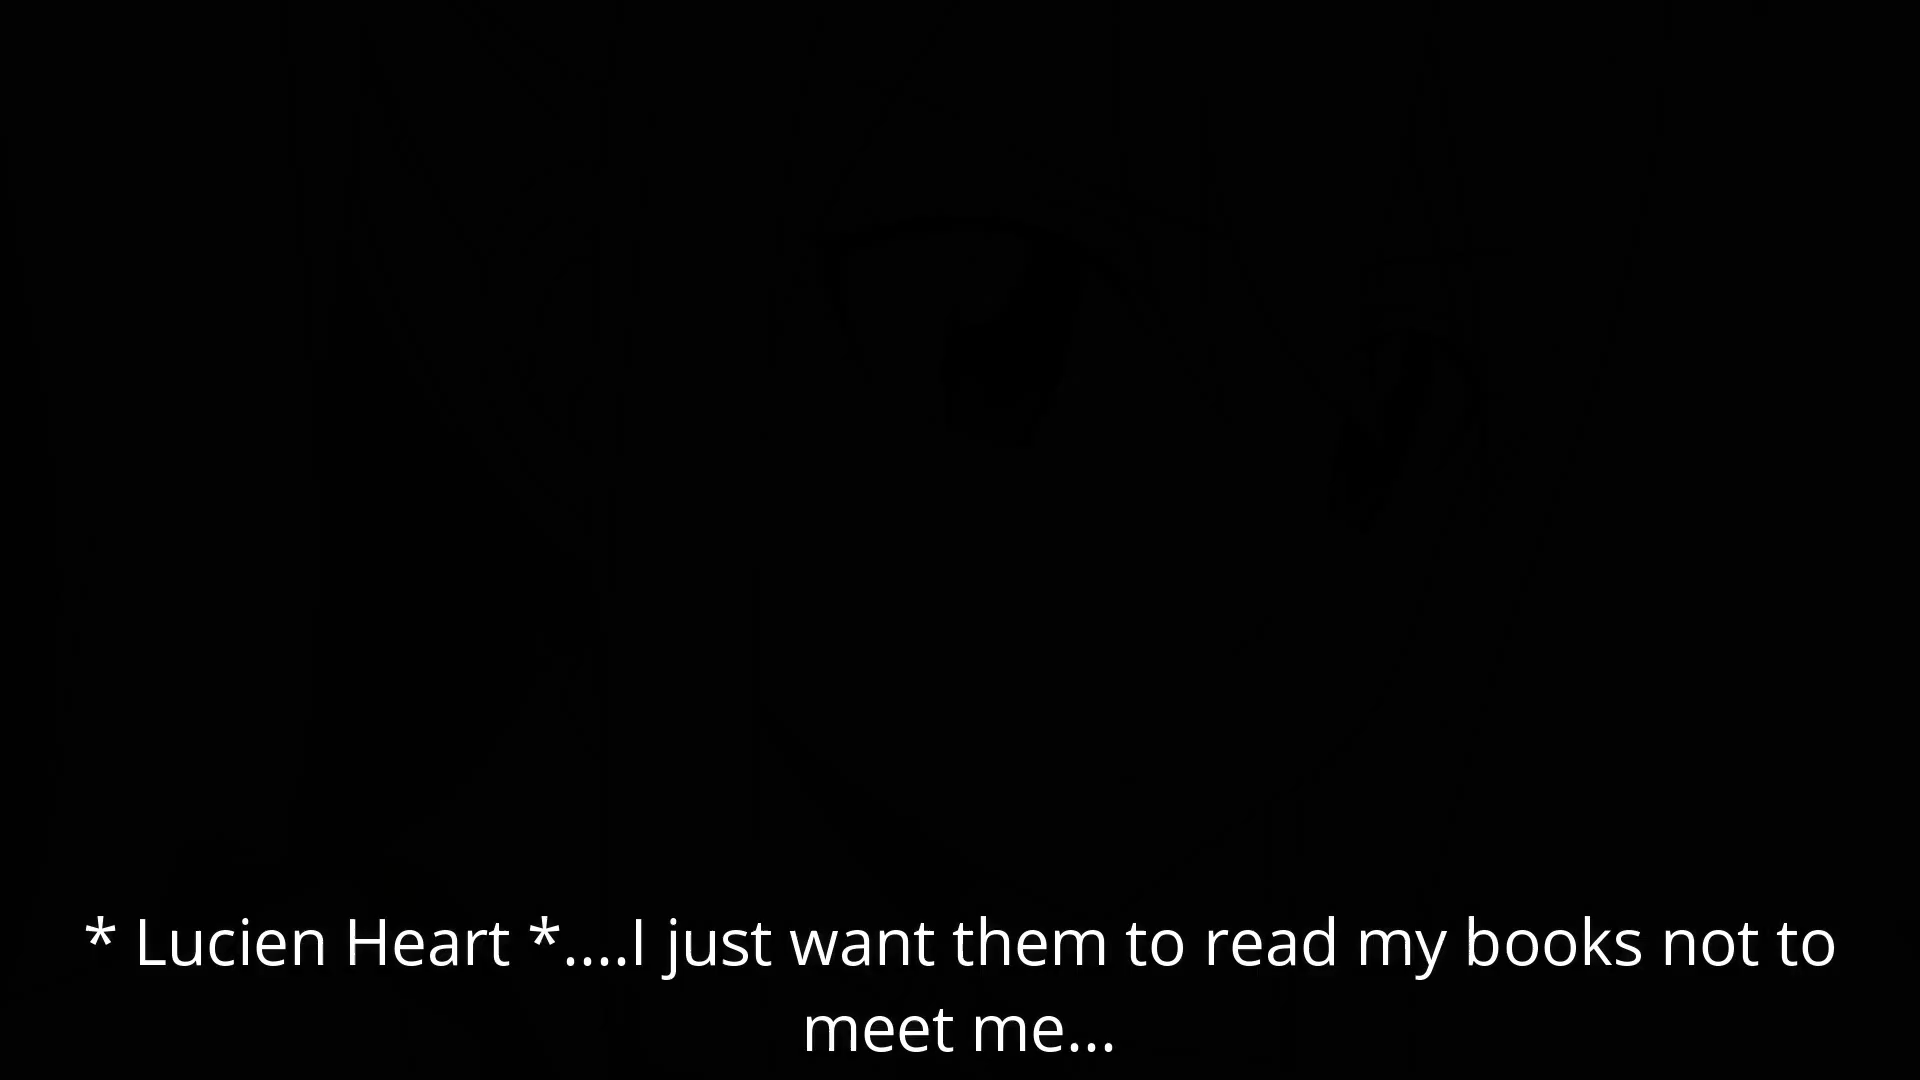 * Lucien Heart *....I just want them to read my books not to
meet me...